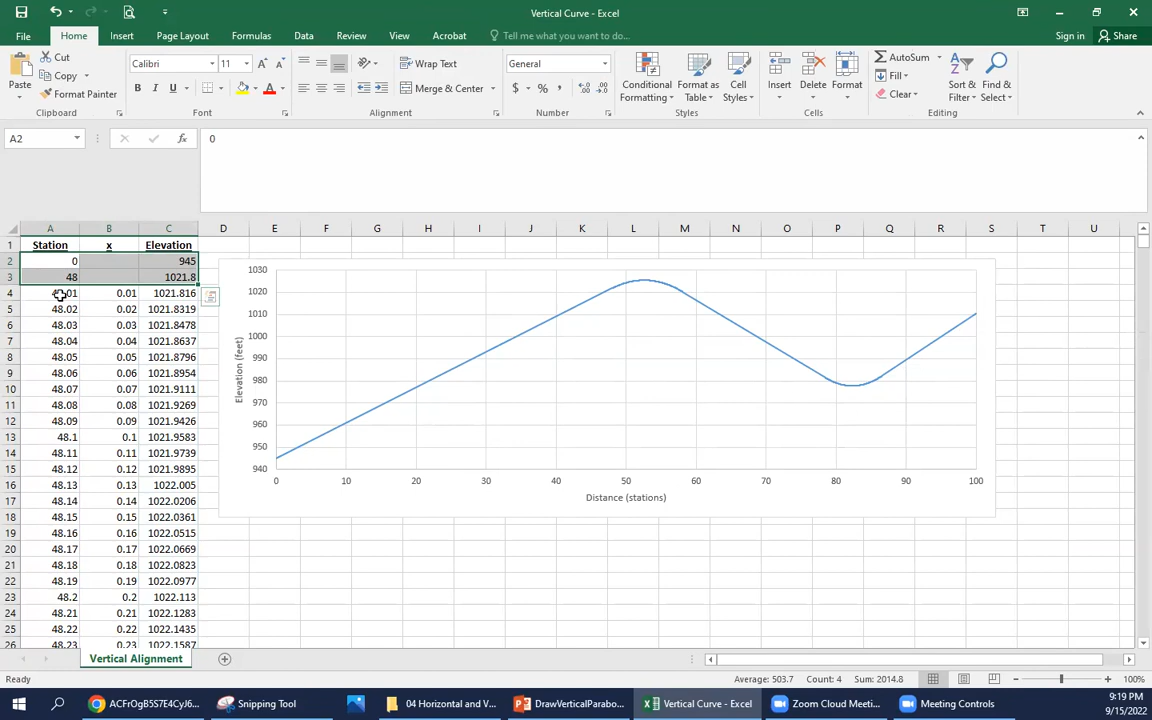 Vertical Curve - Excel
File Home Insert Page Layout Formulas Data Review View Acrobat Tell me what you want to do... Sign in Share
Paste Cut Copy Format Painter Clipboard
Calibri 11 A A B I U A Font
Wrap Text Merge & Center Alignment
General $ % , Number
Conditional Formatting Format as Table Cell Styles Styles
Insert Delete Format Cells
AutoSum Fill Clear Sort & Filter Find & Select Editing
A2 fx 0
A B C D E F G H I J K L M N O P Q R S T U
1 Station x Elevation
2 0 945
3 48 1021.8
4 01 0.01 1021.816
5 48.02 0.02 1021.8319
6 48.03 0.03 1021.8478
7 48.04 0.04 1021.8637
8 48.05 0.05 1021.8796
9 48.06 0.06 1021.8954
10 48.07 0.07 1021.9111
11 48.08 0.08 1021.9269
12 48.09 0.09 1021.9426
13 48.1 0.1 1021.9583
14 48.11 0.11 1021.9739
15 48.12 0.12 1021.9895
16 48.13 0.13 1022.005
17 48.14 0.14 1022.0206
18 48.15 0.15 1022.0361
19 48.16 0.16 1022.0515
20 48.17 0.17 1022.0669
21 48.18 0.18 1022.0823
22 48.19 0.19 1022.0977
23 48.2 0.2 1022.113
24 48.21 0.21 1022.1283
25 48.22 0.22 1022.1435
26 48.23 0.23 1022.1587
1030
1020
1010
1000
990
980
970
960
950
940
Elevation (feet)
0 10 20 30 40 50 60 70 80 90 100
Distance (stations)
Vertical Alignment
Ready Average: 503.7 Count: 4 Sum: 2014.8 100%
ACFrOgB5S7E4CyJ6... Snipping Tool 04 Horizontal and V... DrawVerticalParabo... Vertical Curve - Excel Zoom Cloud Meeti... Meeting Controls
9:19 PM
9/15/2022